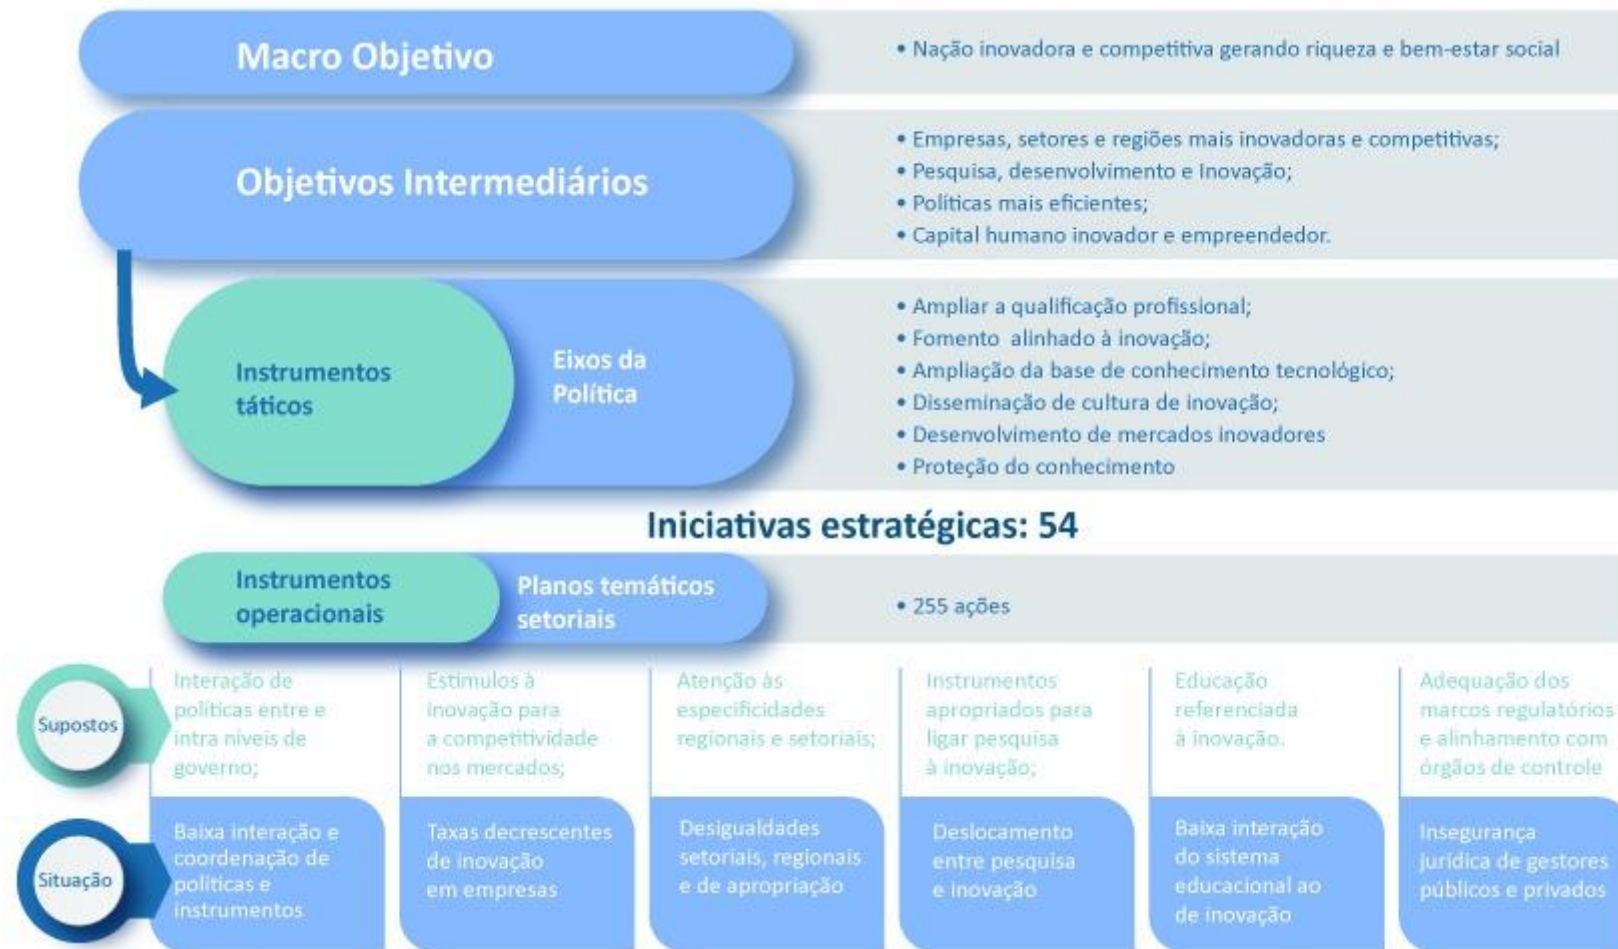 Macro Objetivo
• Nação inovadora e competitiva gerando riqueza e bem-estar social
Objetivos Intermediários
• Empresas, setores e regiões mais inovadoras e competitivas;
• Pesquisa, desenvolvimento e Inovação;
• Políticas mais eficientes;
• Capital humano inovador e empreendedor.
Instrumentos
táticos
Eixos da
Política
• Ampliar a qualificação profissional;
• Fomento alinhado à inovação;
• Ampliação da base de conhecimento tecnológico;
• Disseminação de cultura de inovação;
• Desenvolvimento de mercados inovadores
• Proteção do conhecimento
Iniciativas estratégicas: 54
Instrumentos
operacionais
Planos temáticos
setoriais
• 255 ações
Supostos
Interação de
políticas entre e
intra níveis de
governo;
Estímulos à
inovação para
a competitividade
nos mercados;
Atenção às
especificidades
regionais e setoriais;
Instrumentos
apropriados para
ligar pesquisa
à inovação;
Educação
referenciada
à inovação.
Adequação dos
marcos regulatórios
e alinhamento com
órgãos de controle
Situação
Baixa interação e
coordenação de
políticas e
instrumentos
Taxas decrescentes
de inovação
em empresas
Desigualdades
setoriais, regionais
e de apropriação
Deslocamento
entre pesquisa
e inovação
Baixa interação
do sistema
educacional ao
de inovação
Insegurança
jurídica de gestores
públicos e privados